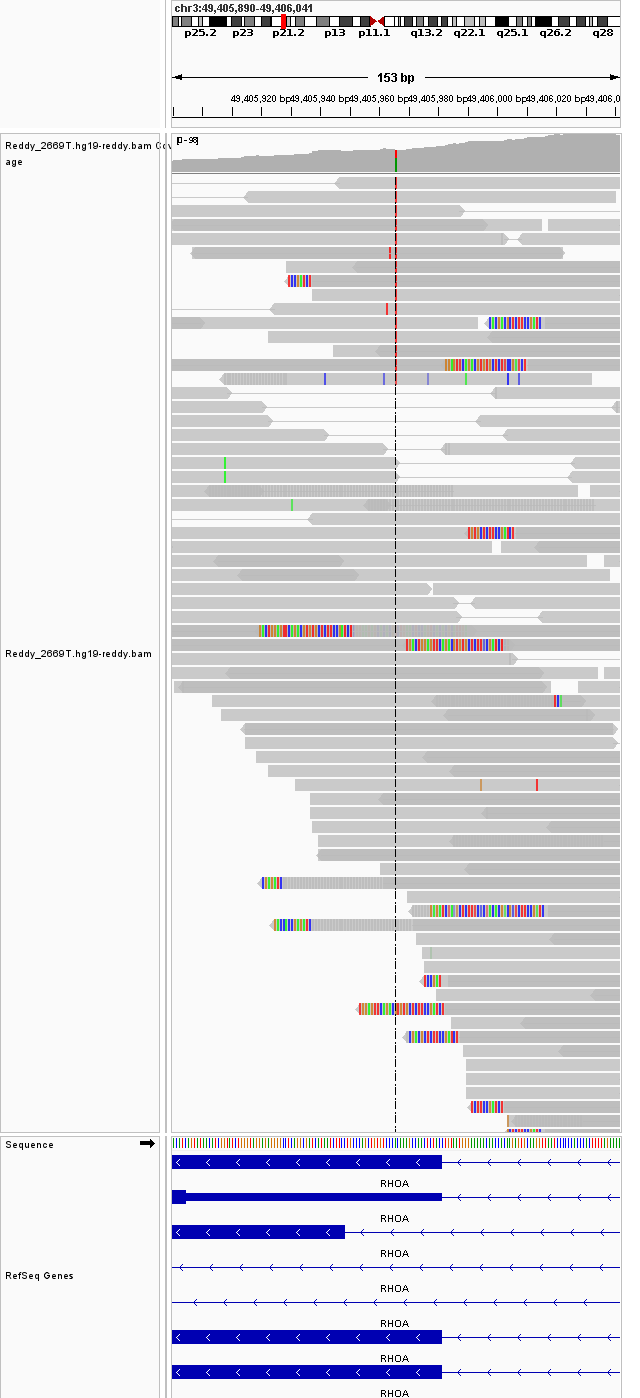 chr3:49,405,890-49,406,041
p25.2 p23 p21.2 p13 p11.1 q13.2 q22.1 q25.1 q26.2 q28
153 bp
49,405,920 bp 49,405,940 bp 49,405,960 bp 49,405,980 bp 49,406,000 bp 49,406,020 bp 49,406,0
Reddy_2669T.hg19-reddy.bam Cov
age
[0-98]
Reddy_2669T.hg19-reddy.bam
Sequence
RHOA
RHOA
RHOA
RefSeq Genes
RHOA
RHOA
RHOA
RHOA